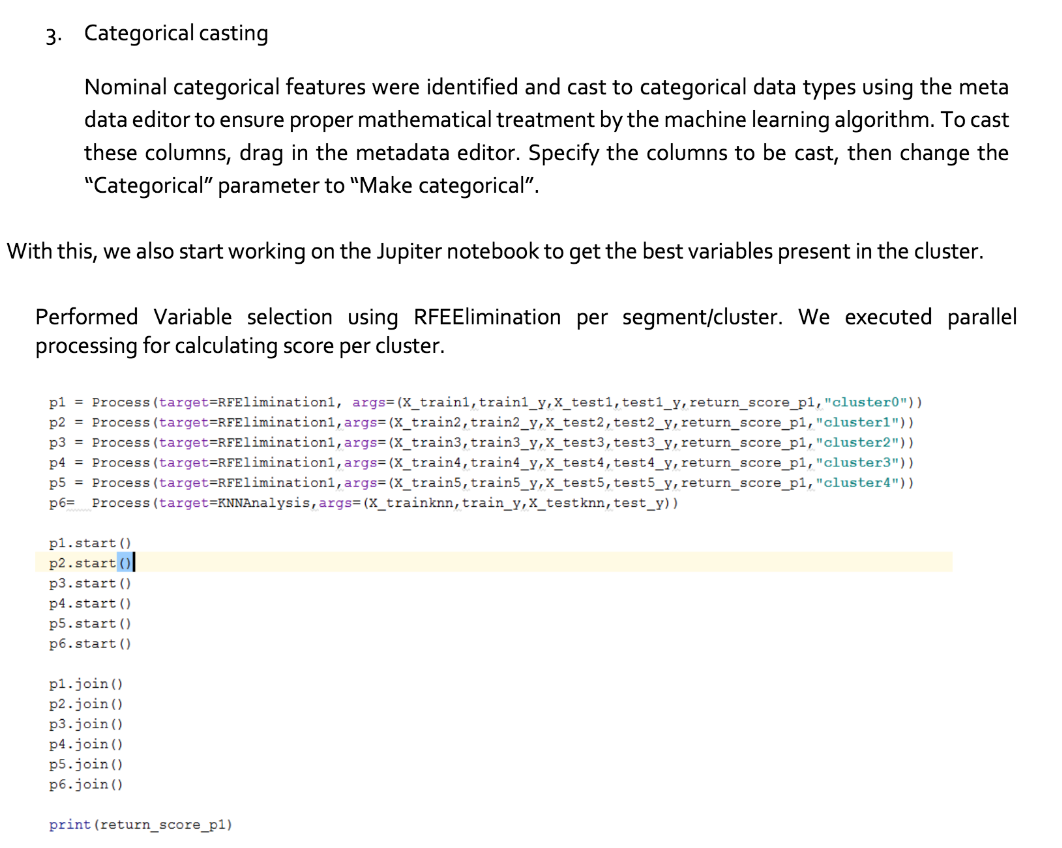 3. Categorical casting
Nominal categorical features were identified and cast to categorical data types using the meta
data editor to ensure proper mathematical treatment by the machine learning algorithm. To cast
these columns, drag in the metadata editor. Specify the columns to be cast, then change the
“Categorical” parameter to “Make categorical”.
With this, we also start working on the Jupiter notebook to get the best variables present in the cluster.
Performed Variable selection using RFEElimination per segment/cluster. We executed parallel
processing for calculating score per cluster.
p1 = Process(target=RFElimination1, args=(X_train1,train1_y,X_test1,test1_y,return_score_p1,"cluster0"))
p2 = Process(target=RFElimination1,args=(X_train2,train2_y,X_test2,test2_y,return_score_p1,"cluster1"))
p3 = Process(target=RFElimination1,args=(X_train3,train3_y,X_test3,test3_y,return_score_p1,"cluster2"))
p4 = Process(target=RFElimination1,args=(X_train4,train4_y,X_test4,test4_y,return_score_p1,"cluster3"))
p5 = Process(target=RFElimination1,args=(X_train5,train5_y,X_test5,test5_y,return_score_p1,"cluster4"))
p6=  Process(target=KNNAnalysis,args=(X_trainknn,train_y,X_testknn,test_y))
p1.start()
p2.start()
p3.start()
p4.start()
p5.start()
p6.start()
p1.join()
p2.join()
p3.join()
p4.join()
p5.join()
p6.join()
print(return_score_p1)